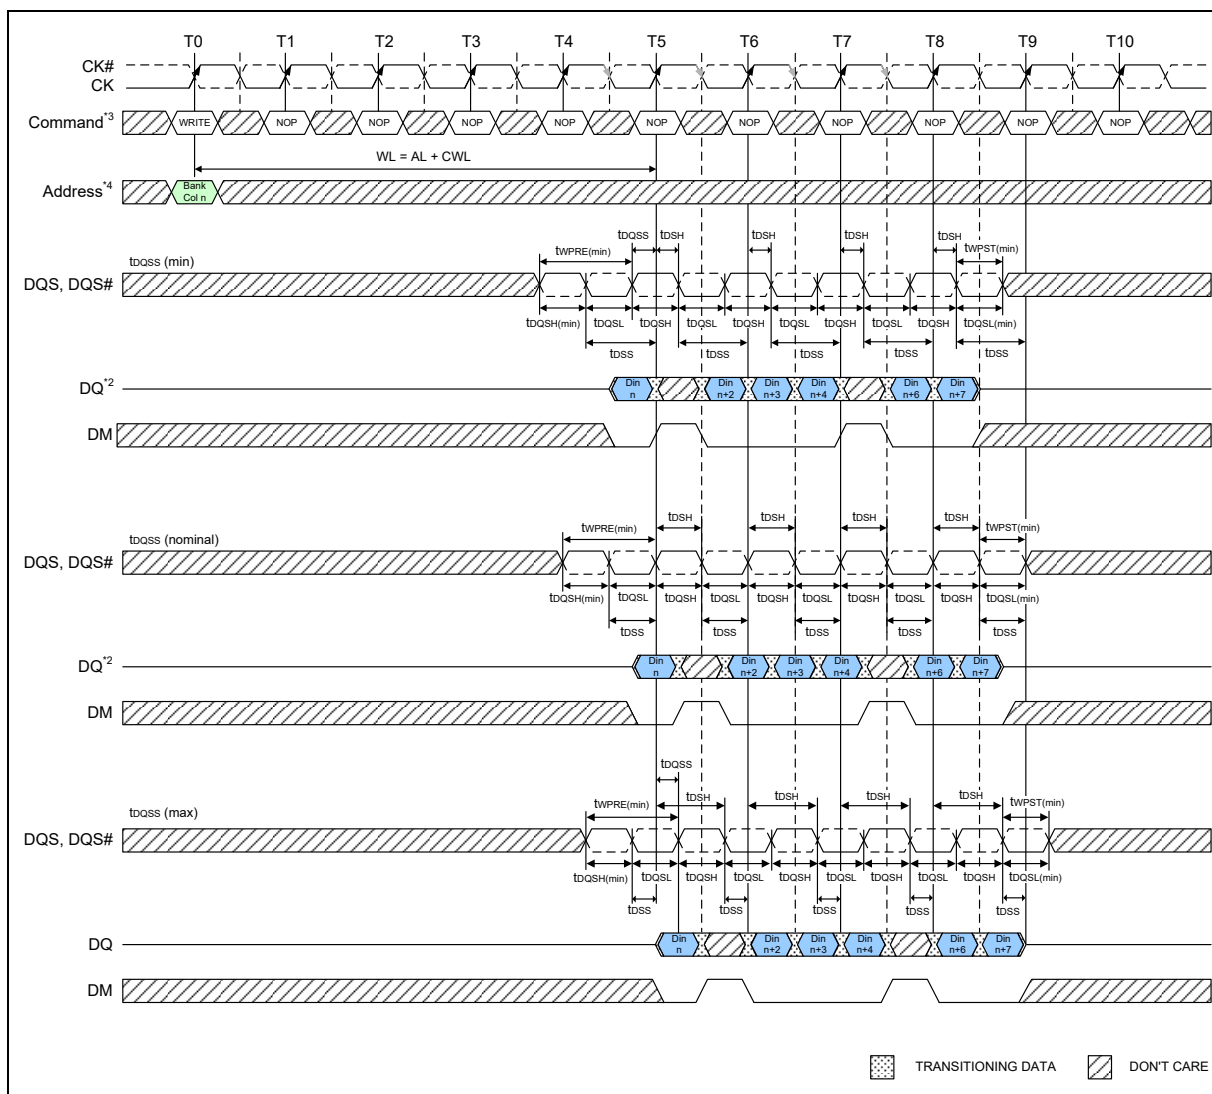 T0 T1 T2 T3 T4 T5 T6 T7 T8 T9 T10
CK#
CK
Command*3 WRITE NOP NOP NOP NOP NOP NOP NOP NOP NOP NOP
WL = AL + CWL
Address*4 Bank Col n
tDQSS tDSH tDSH tDSH tDSH
tWPRE(min) tWPST(min)
tDQSS (min)
DQS, DQS#
tDQSH(min) tDQSL tDQSH tDQSL tDQSH tDQSL tDQSH tDQSL tDQSH tDQSL(min)
tDSS tDSS tDSS tDSS tDSS
DQ*2 Din n Din n+2 Din n+3 Din n+4 Din n+6 Din n+7
DM
tWPRE(min) tDSH tDSH tDSH tDSH tWPST(min)
tDQSS (nominal)
DQS, DQS#
tDQSH(min) tDQSL tDQSH tDQSL tDQSH tDQSL tDQSH tDQSL tDQSH tDQSL(min)
tDSS tDSS tDSS tDSS tDSS
DQ*2 Din n Din n+2 Din n+3 Din n+4 Din n+6 Din n+7
DM
tDQSS
tWPRE(min) tDSH tDSH tDSH tDSH tWPST(min)
tDQSS (max)
DQS, DQS#
tDQSH(min) tDQSL tDQSH tDQSL tDQSH tDQSL tDQSH tDQSL tDQSH tDQSL(min)
tDSS tDSS tDSS tDSS tDSS
DQ Din n Din n+2 Din n+3 Din n+4 Din n+6 Din n+7
DM
TRANSITIONING DATA DON'T CARE